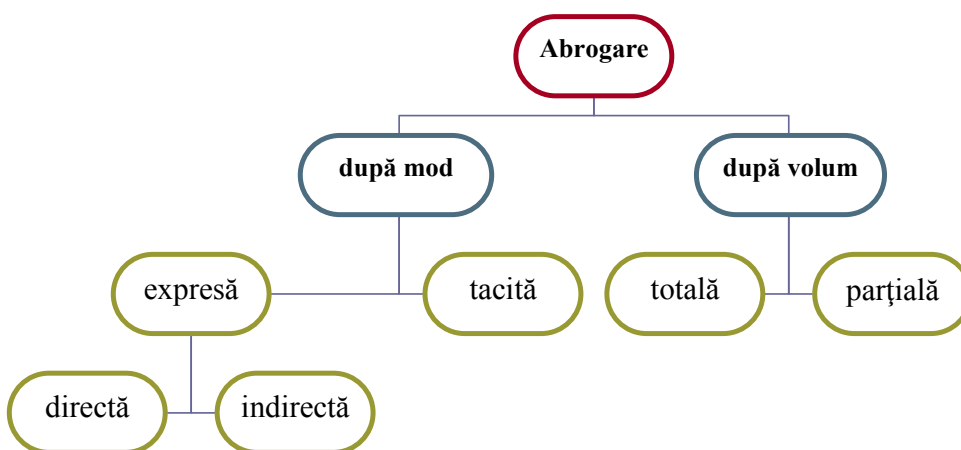 Abrogare
după mod
după volum
expresă
tacită
totală
parţială
directă
indirectă